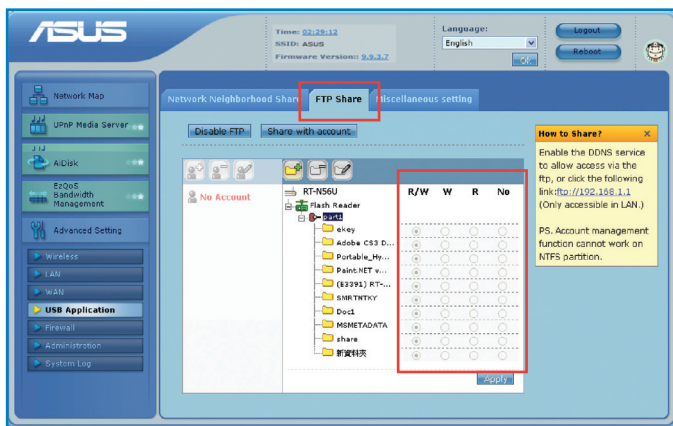 ASUS
Time: 02:29:12
SSID: ASUS
Firmware Version: 9.9.3.7
Language:
English
OK
Logout
Reboot
Network Map
UPnP Media Server
AiDisk
EzQoS
Bandwidth
Management
Advanced Setting
Wireless
LAN
WAN
USB Application
Firewall
Administration
System Log
Network Neighborhood Share
FTP Share
Miscellaneous setting
Disable FTP
Share with account
No Account
RT-N56U
R/W W R No
Flash Reader
part1
ekey
Adobe CS3 D...
Portable_Hy...
Paint.NET v...
(E3391) RT-...
SMRTNTKY
Doc1
MSMETADATA
share
新資料夾
Apply
How to Share? ×
Enable the DDNS service
to allow access via the
ftp, or click the following
link:ftp://192.168.1.1
(Only accessible in LAN.)
PS. Account management
function cannot work on
NTFS partition.